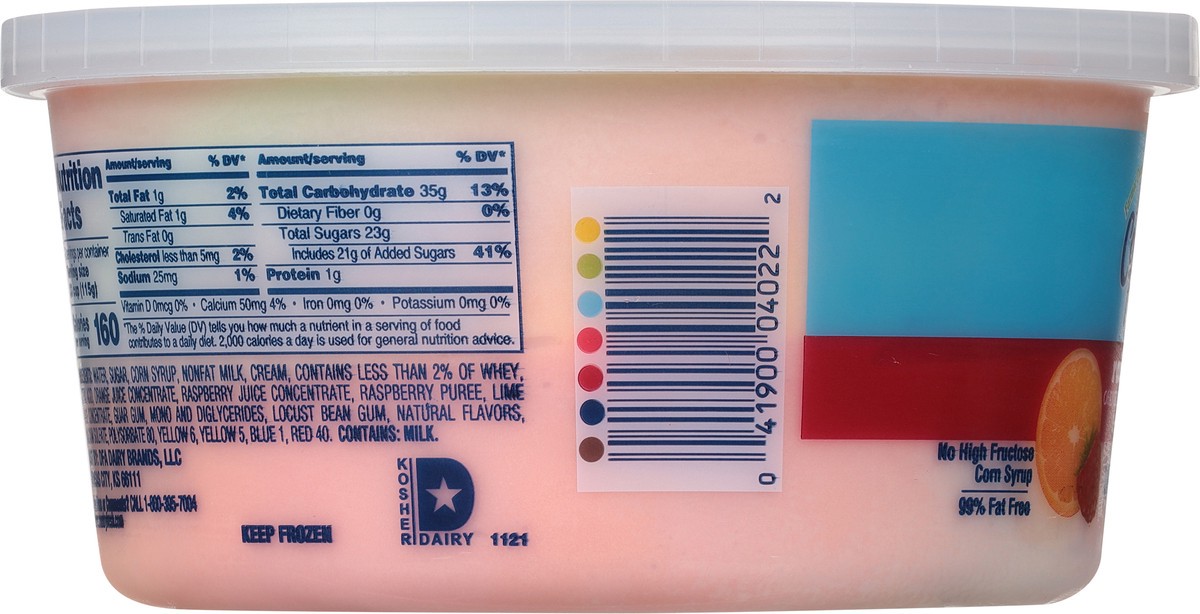 Amount/serving % DV* Amount/serving % DV*
Total Fat 1g 2% Total Carbohydrate 35g 13%
Saturated Fat 1g 4% Dietary Fiber 0g 0%
Trans Fat 0g Total Sugars 23g
Cholesterol less than 5mg 2% Includes 21g of Added Sugars 41%
Sodium 25mg 1% Protein 1g
Vitamin D 0mcg 0% • Calcium 50mg 4% • Iron 0mg 0% • Potassium 0mg 0%
160
*The % Daily Value (DV) tells you how much a nutrient in a serving of food
contributes to a daily diet. 2,000 calories a day is used for general nutrition advice.
WATER, SUGAR, CORN SYRUP, NONFAT MILK, CREAM, CONTAINS LESS THAN 2% OF WHEY,
JUICE CONCENTRATE, RASPBERRY JUICE CONCENTRATE, RASPBERRY PUREE, LIME
GUAR GUM, MONO AND DIGLYCERIDES, LOCUST BEAN GUM, NATURAL FLAVORS,
POLYSORBATE 80, YELLOW 6, YELLOW 5, BLUE 1, RED 40. CONTAINS: MILK.
DFA DAIRY BRANDS, LLC
CITY, KS 66111
CALL 1-800-395-7004
KEEP FROZEN
KOSHER
D
DAIRY
1121
0 41900 04022 2
No High Fructose
Corn Syrup
99% Fat Free